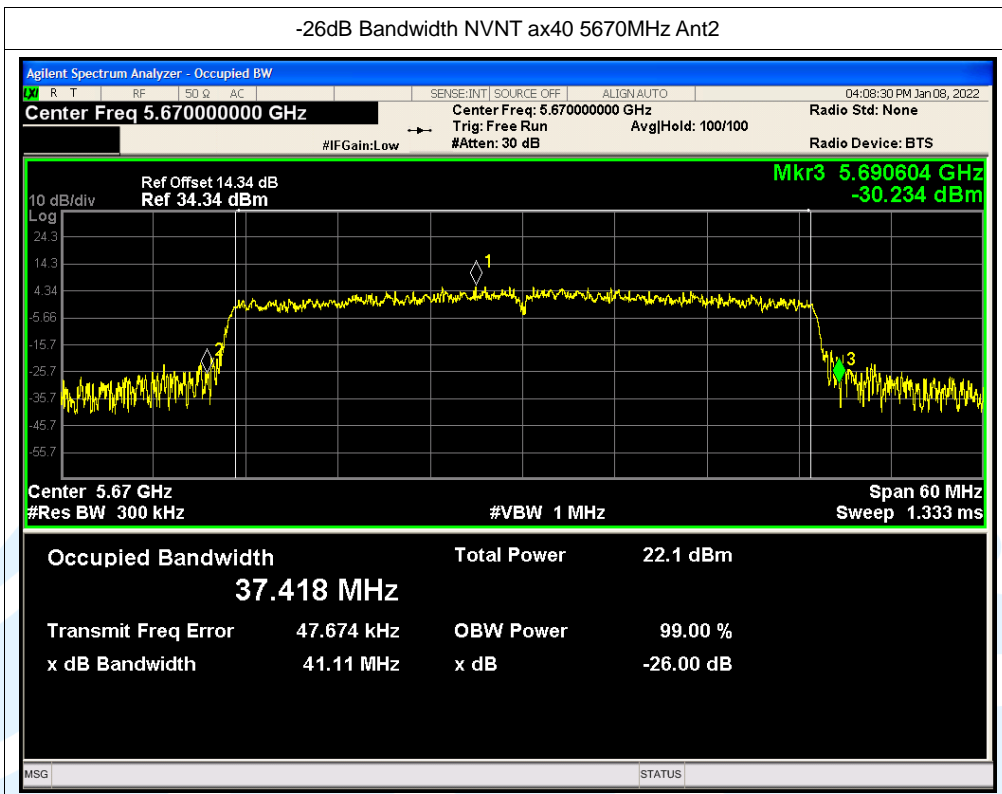 -26dB Bandwidth NVNT ax40 5670MHz Ant2
Agilent Spectrum Analyzer - Occupied BW
LXI R T RF 50 Ω AC SENSE:INT SOURCE OFF ALIGN AUTO 04:08:30 PM Jan 08, 2022
Center Freq 5.670000000 GHz Center Freq: 5.670000000 GHz Radio Std: None
Trig: Free Run Avg|Hold: 100/100
#IFGain:Low #Atten: 30 dB Radio Device: BTS
Mkr3 5.690604 GHz
-30.234 dBm
Ref Offset 14.34 dB
10 dB/div Ref 34.34 dBm
Log
24.3
14.3
4.34
-5.66
-15.7
-25.7
-35.7
-45.7
-55.7
1
2
3
Center 5.67 GHz Span 60 MHz
#Res BW 300 kHz #VBW 1 MHz Sweep 1.333 ms
Occupied Bandwidth Total Power 22.1 dBm
37.418 MHz
Transmit Freq Error 47.674 kHz OBW Power 99.00 %
x dB Bandwidth 41.11 MHz x dB -26.00 dB
MSG STATUS